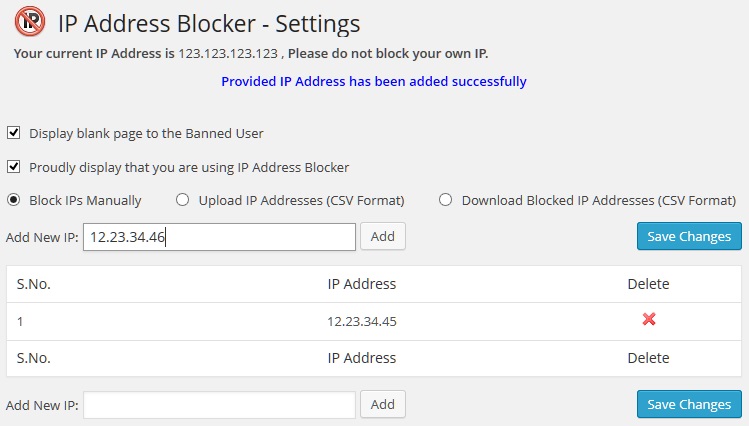 IP Address Blocker - Settings
Your current IP Address is 123.123.123.123 , Please do not block your own IP.
Provided IP Address has been added successfully
Display blank page to the Banned User
Proudly display that you are using IP Address Blocker
Block IPs Manually Upload IP Addresses (CSV Format) Download Blocked IP Addresses (CSV Format)
Add New IP: 12.23.34.46 Add Save Changes
S.No. IP Address Delete
1 12.23.34.45
S.No. IP Address Delete
Add New IP: Add Save Changes